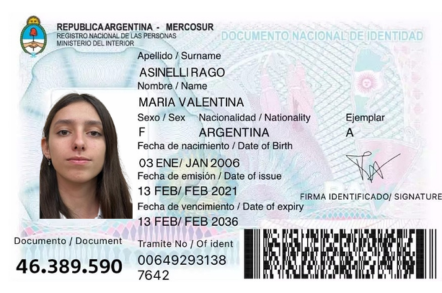 REPUBLICA ARGENTINA - MERCOSUR
REGISTRO NACIONAL DE LAS PERSONAS
MINISTERIO DEL INTERIOR
DOCUMENTO NACIONAL DE IDENTIDAD
Apellido / Surname
ASINELLI RAGO
Nombre / Name
MARIA VALENTINA
Sexo / Sex Nacionalidad / Nationality Ejemplar
F ARGENTINA A
Fecha de nacimiento / Date of Birth
03 ENE/ JAN 2006
Fecha de emisión / Date of issue
13 FEB/ FEB 2021
FIRMA IDENTIFICADO/ SIGNATURE
Fecha de vencimiento / Date of expiry
13 FEB/ FEB 2036
Documento / Document
46.389.590
Tramite No / Of ident
00649293138
7642